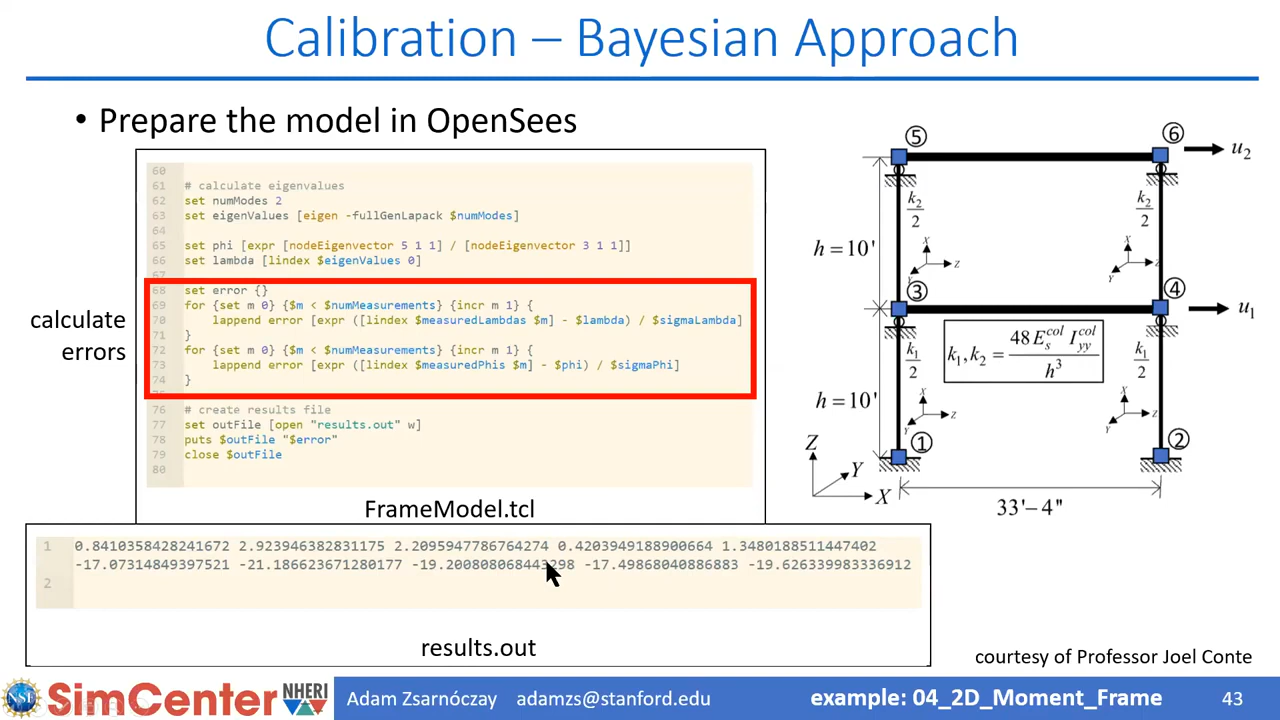 Calibration – Bayesian Approach
• Prepare the model in OpenSees
60
61 # calculate eigenvalues
62 set numModes 2
63 set eigenValues [eigen -fullGenLapack $numModes]
64
65 set phi [expr [nodeEigenvector 5 1 1] / [nodeEigenvector 3 1 1]]
66 set lambda [lindex $eigenValues 0]
67
68 set error {}
69 for {set m 0} {$m < $numMeasurements} {incr m 1} {
70 lappend error [expr ([lindex $measuredLambdas $m] - $lambda) / $sigmaLambda]
71 }
72 for {set m 0} {$m < $numMeasurements} {incr m 1} {
73 lappend error [expr ([lindex $measuredPhis $m] - $phi) / $sigmaPhi]
74 }
76 # create results file
77 set outFile [open "results.out" w]
78 puts $outFile "$error"
79 close $outFile
80
calculate
errors
FrameModel.tcl
1 0.8410358428241672 2.923946382831175 2.2095947786764274 0.4203949188900664 1.3480188511447402
-17.07314849397521 -21.186623671280177 -19.200808068443298 -17.49868040886883 -19.626339983336912
2
results.out
⑤ ⑥ u₂
k₂/2 k₂/2
X Z Y X Z Y
h = 10'
③ ④ u₁
k₁/2 k₁/2
k₁, k₂ = 48 E_s^col I_yy^col / h³
X Z Y X Z Y
h = 10'
① ②
Z Y X
33'– 4"
courtesy of Professor Joel Conte
NSF SimCenter NHERI
Adam Zsarnóczay adamzs@stanford.edu example: 04_2D_Moment_Frame 43